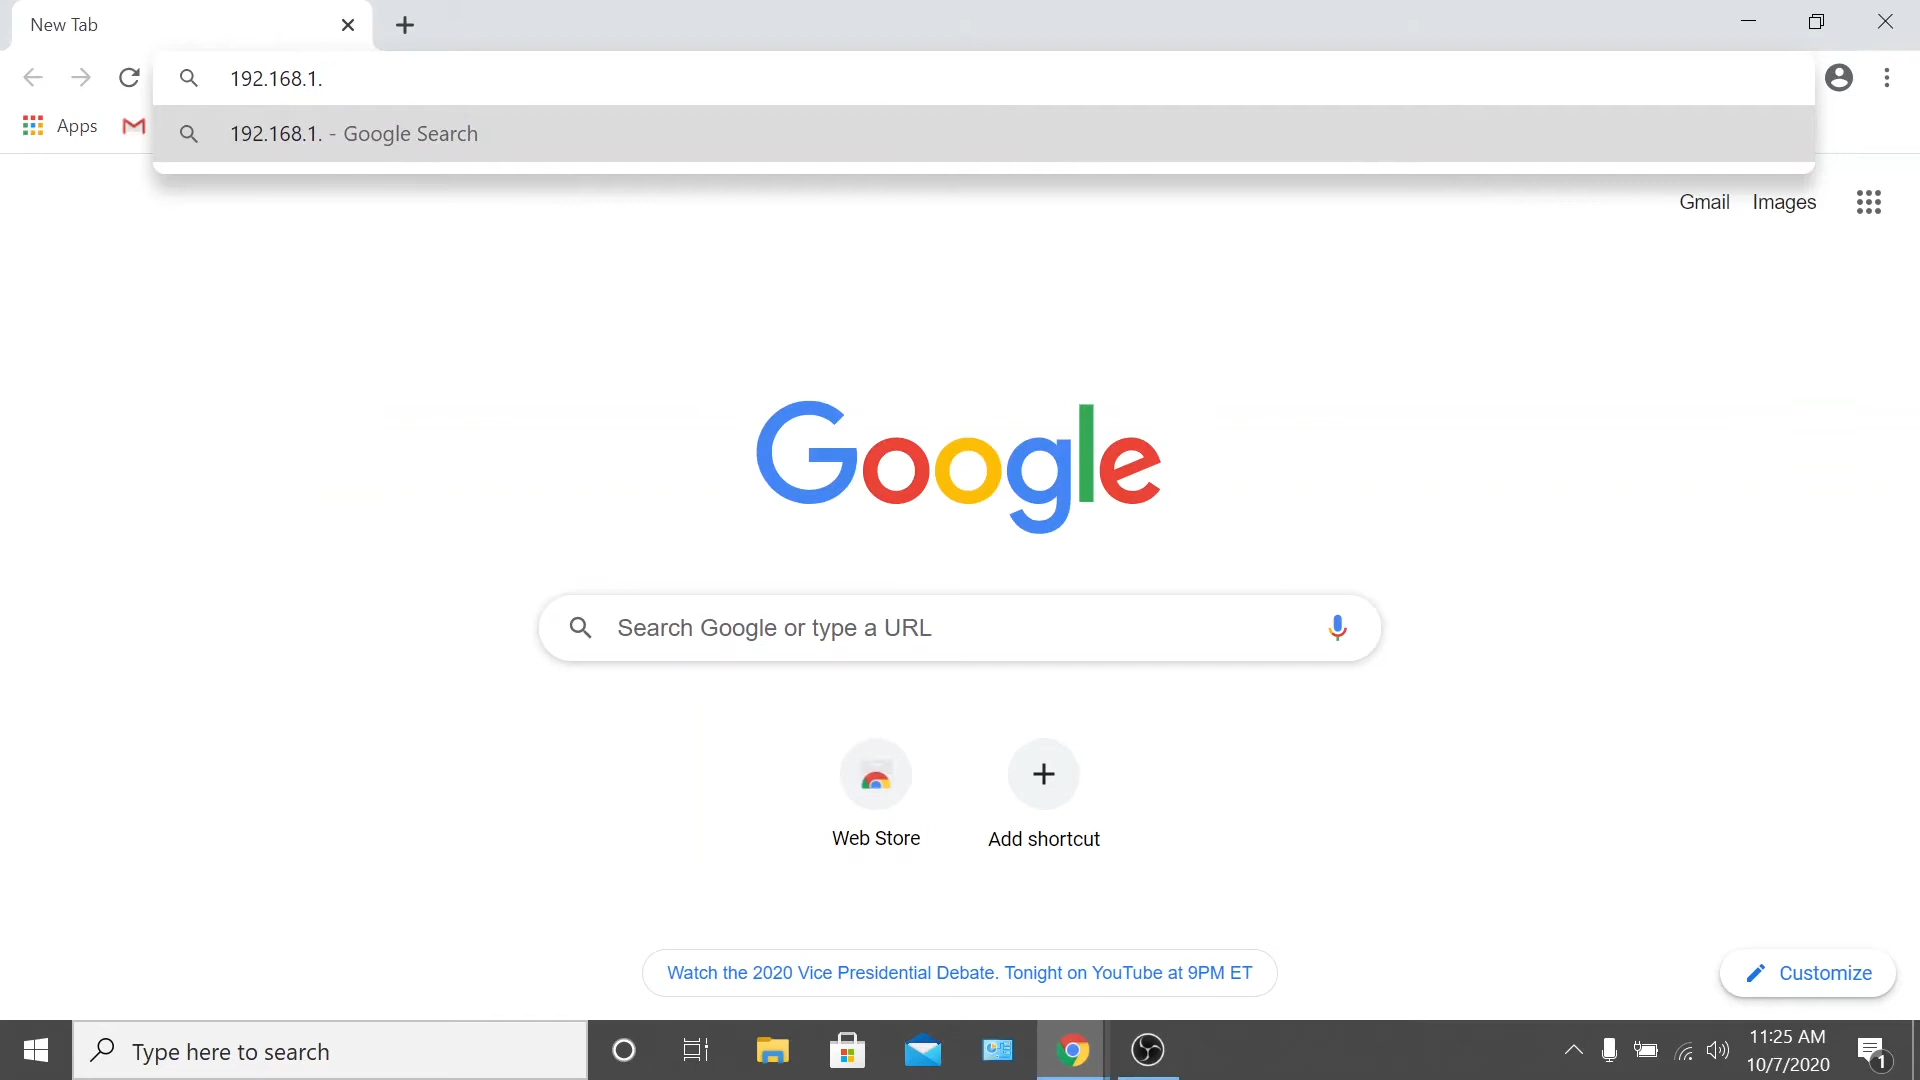 New Tab
192.168.1.
Apps
192.168.1. - Google Search
Gmail Images
Google
Search Google or type a URL
Web Store
Add shortcut
Watch the 2020 Vice Presidential Debate. Tonight on YouTube at 9PM ET
Customize
Type here to search
11:25 AM
10/7/2020
1